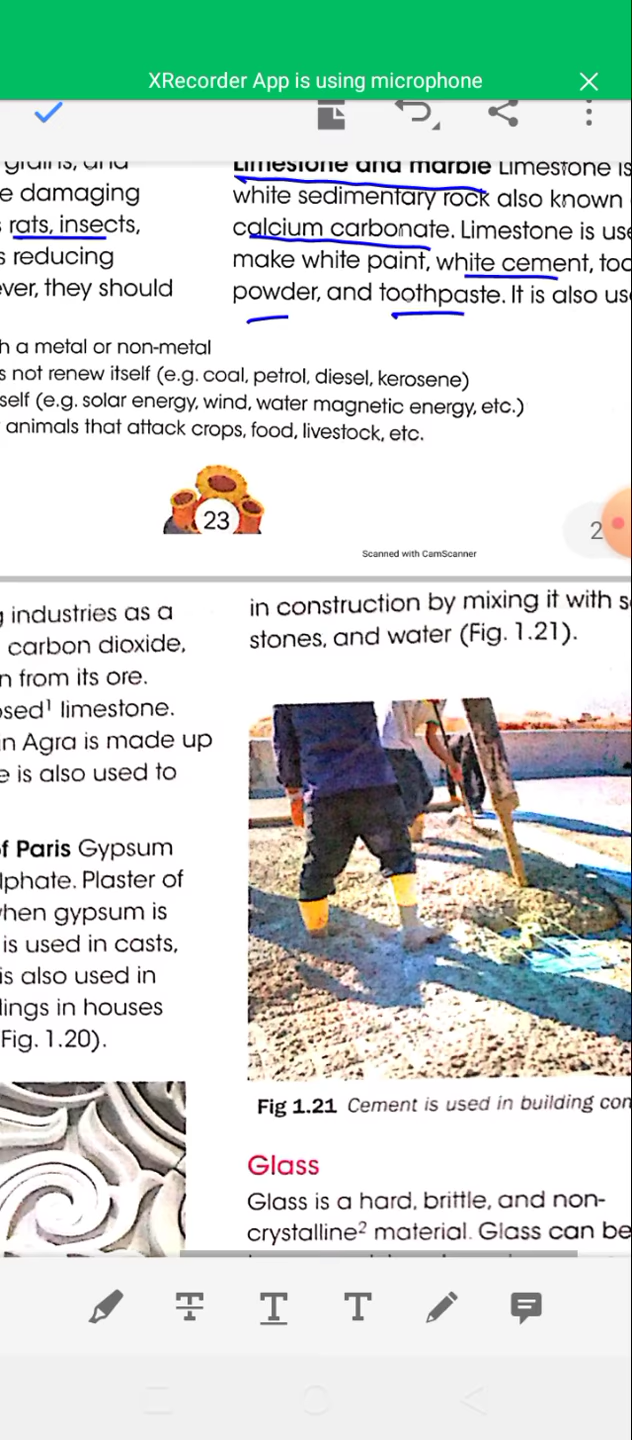 XRecorder App is using microphone
grains, and
e damaging
rats, insects,
s reducing
ver, they should
Limestone and marble Limestone is
white sedimentary rock also known
calcium carbonate. Limestone is use
make white paint, white cement, too
powder, and toothpaste. It is also us
h a metal or non-metal
s not renew itself (e.g. coal, petrol, diesel, kerosene)
self (e.g. solar energy, wind, water magnetic energy, etc.)
animals that attack crops, food, livestock, etc.
23
2
Scanned with CamScanner
g industries as a
carbon dioxide,
n from its ore.
osed¹ limestone.
in Agra is made up
e is also used to
f Paris Gypsum
lphate. Plaster of
when gypsum is
is used in casts,
is also used in
lings in houses
Fig. 1.20).
in construction by mixing it with s
stones, and water (Fig. 1.21).
Fig 1.21 Cement is used in building con
Glass
Glass is a hard, brittle, and non-
crystalline² material. Glass can be